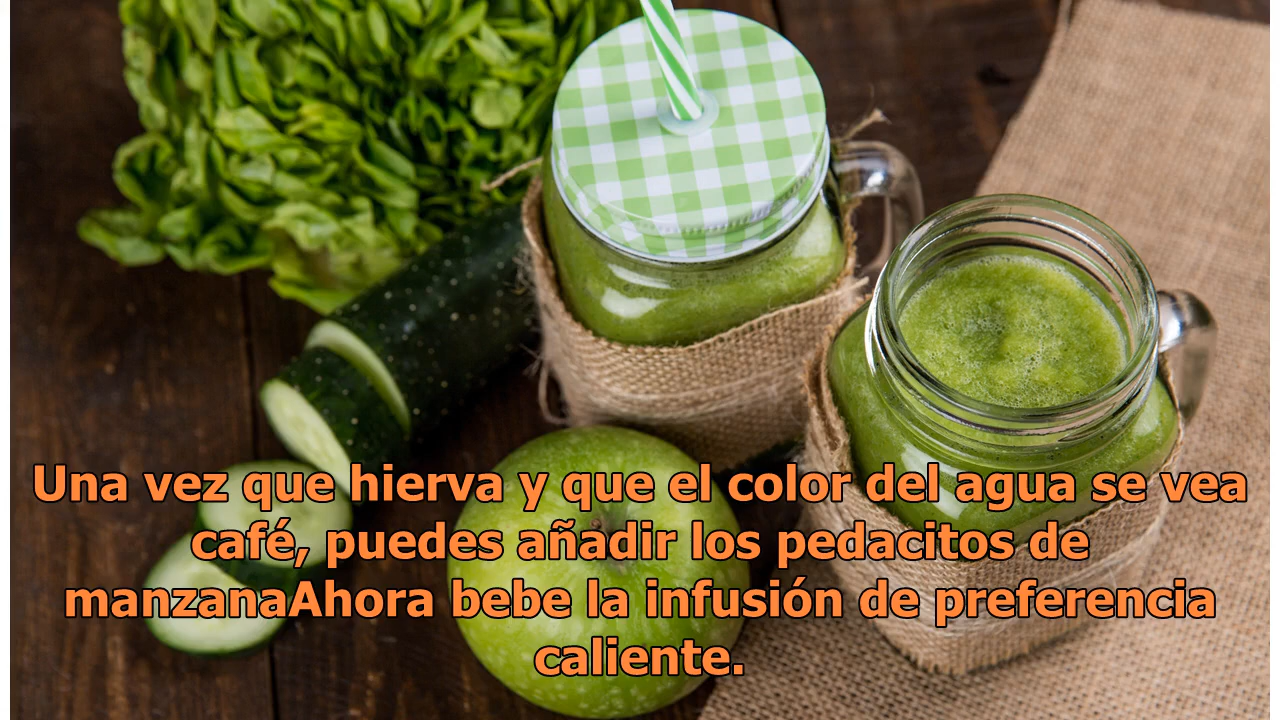 Una vez que hierva y que el color del agua se vea
café, puedes añadir los pedacitos de
manzanaAhora bebe la infusión de preferencia
caliente.